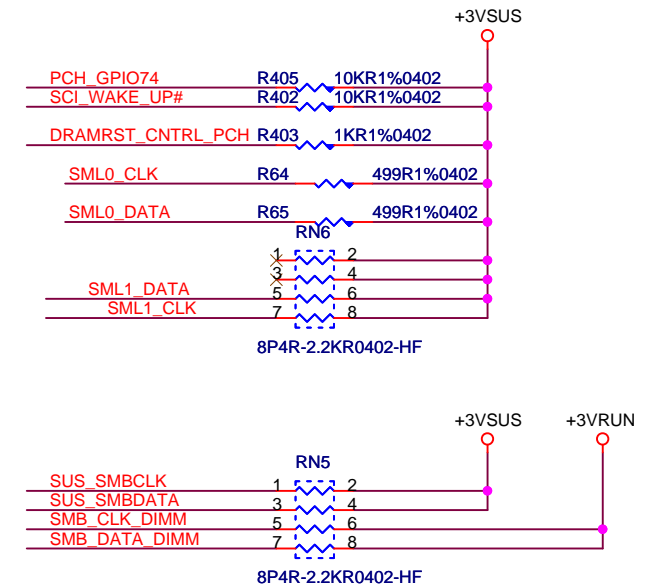 +3VSUS
PCH_GPIO74 R405 10KR1%0402
SCI_WAKE_UP# R402 10KR1%0402
DRAMRST_CNTRL_PCH R403 1KR1%0402
SML0_CLK R64 499R1%0402
SML0_DATA R65 499R1%0402
RN6
1 2
3 4
SML1_DATA 5 6
SML1_CLK 7 8
8P4R-2.2KR0402-HF
+3VSUS +3VRUN
RN5
SUS_SMBCLK 1 2
SUS_SMBDATA 3 4
SMB_CLK_DIMM 5 6
SMB_DATA_DIMM 7 8
8P4R-2.2KR0402-HF